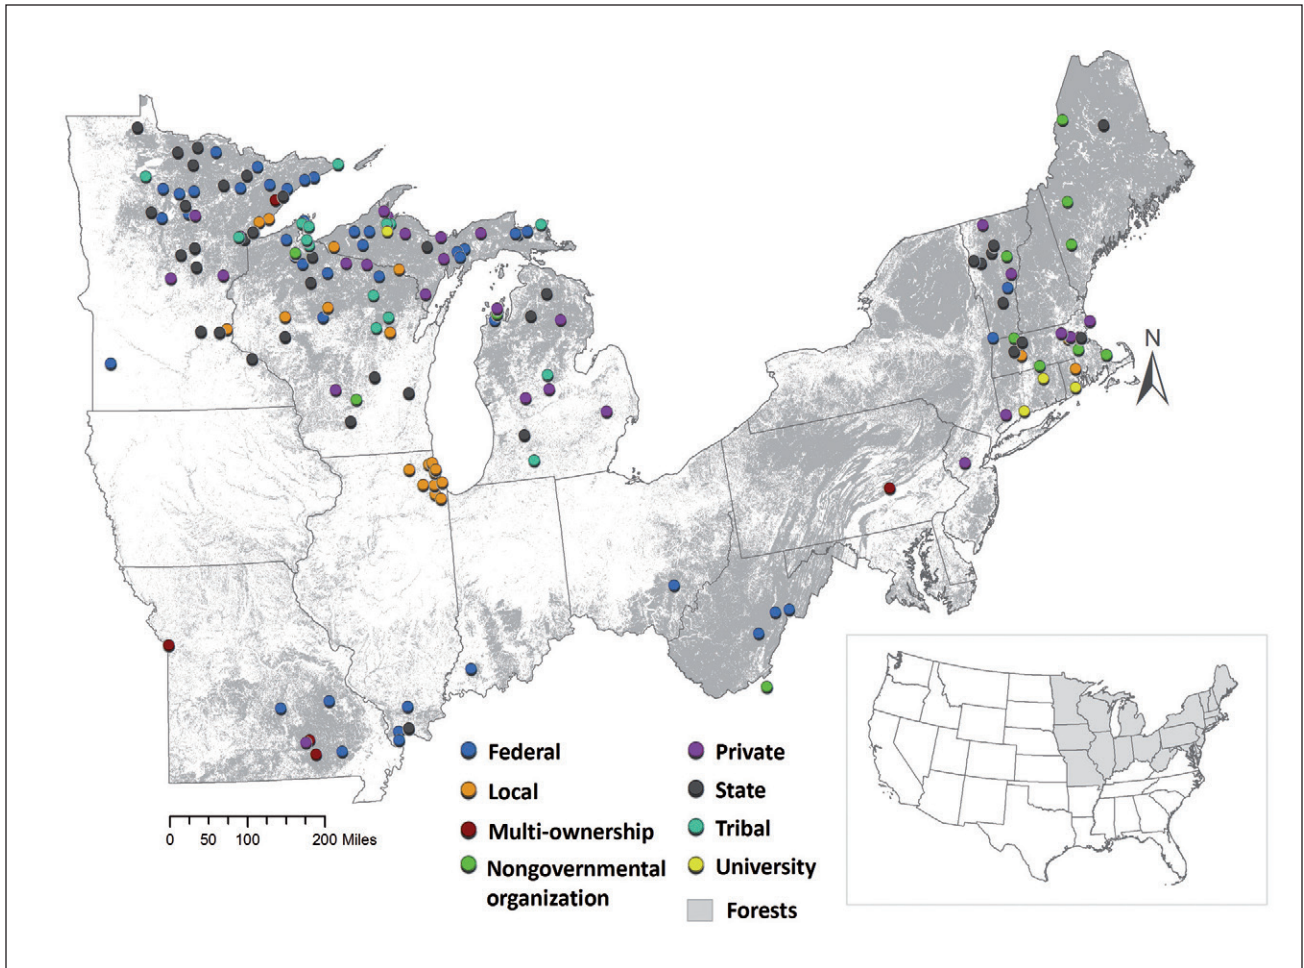 N
Federal
Local
Multi-ownership
Nongovernmental
organization
Private
State
Tribal
University
Forests
0 50 100 200 Miles